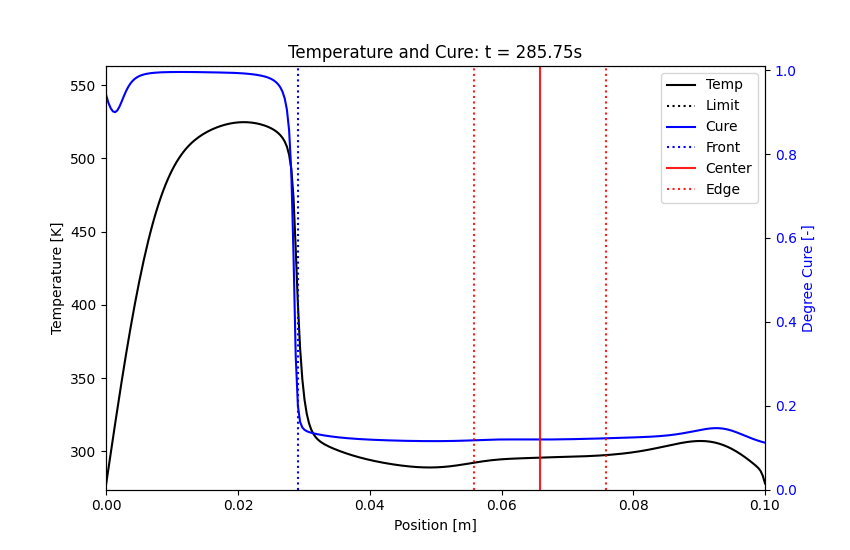 Temperature and Cure: t = 285.75s
550
500
450
400
350
300
Temperature [K]
1.0
0.8
0.6
0.4
0.2
0.0
Degree Cure [-]
Temp
Limit
Cure
Front
Center
Edge
0.00
0.02
0.04
0.06
0.08
0.10
Position [m]